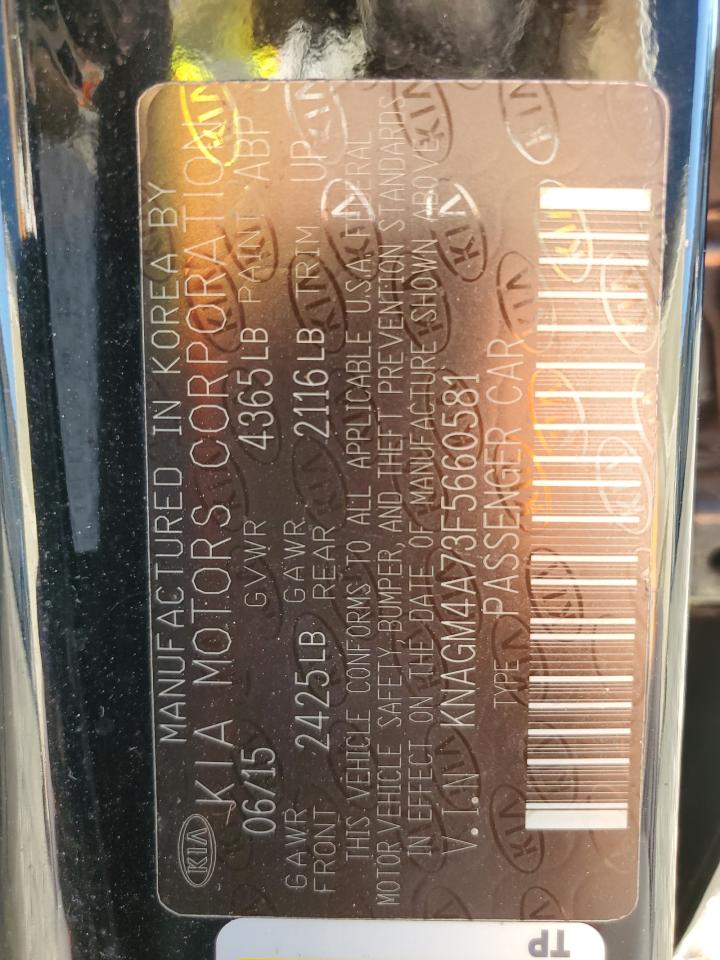 KIA
MANUFACTURED IN KOREA BY
KIA MOTORS CORPORATION
06/15 GVWR 4365LB PAINT ABP
GAWR FRONT 2425LB GAWR REAR 2116LB RIM UP
THIS VEHICLE CONFORMS TO ALL APPLICABLE U.S.A. FEDERAL
MOTOR VEHICLE SAFETY, BUMPER, AND THEFT PREVENTION STANDARDS
IN EFFECT ON THE DATE OF MANUFACTURE SHOWN ABOVE
V.I.N KNAGM4A73F5660581
TYPE PASSENGER CAR
TP